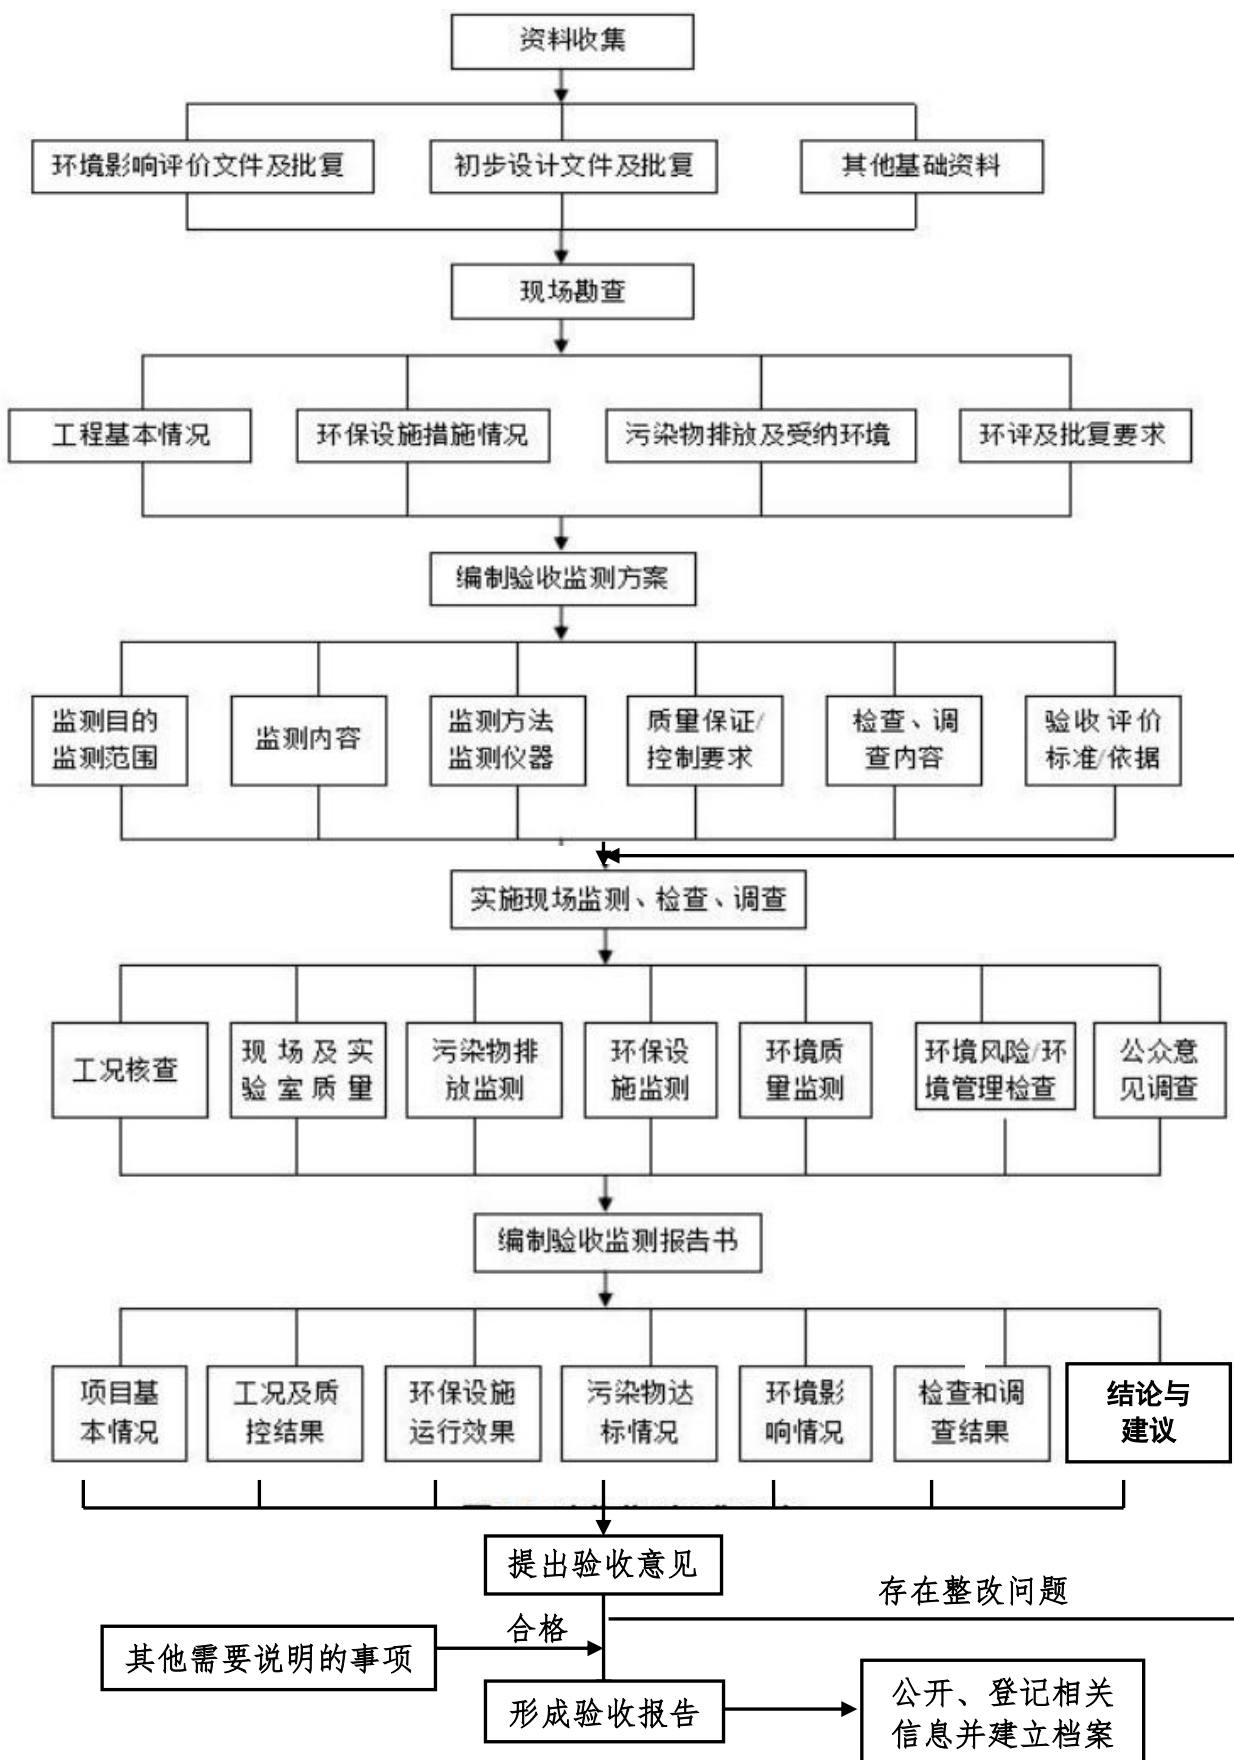 资料收集
环境影响评价文件及批复
初步设计文件及批复
其他基础资料
现场勘查
工程基本情况
环保设施措施情况
污染物排放及受纳环境
环评及批复要求
编制验收监测方案
监测目的
监测范围
监测内容
监测方法
监测仪器
质量保证/
控制要求
检查、调
查内容
验收评价
标准/依据
实施现场监测、检查、调查
工况核查
现场及实
验室质量
污染物排
放监测
环保设
施监测
环境质
量监测
环境风险/环
境管理检查
公众意
见调查
编制验收监测报告书
项目基
本情况
工况及质
控结果
环保设施
运行效果
污染物达
标情况
环境影
响情况
检查和调
查结果
结论与
建议
提出验收意见
存在整改问题
合格
其他需要说明的事项
形成验收报告
公开、登记相关
信息并建立档案